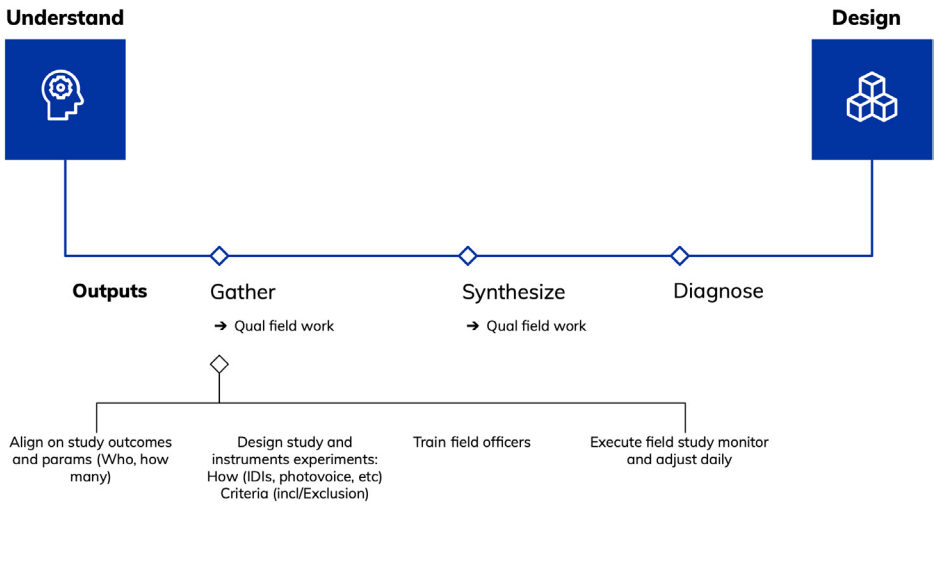 Understand
Design
Outputs
Gather
Synthesize
Diagnose
➔ Qual field work
➔ Qual field work
Align on study outcomes
and params (Who, how
many)
Design study and
instruments experiments:
How (IDIs, photovoice, etc)
Criteria (incl/Exclusion)
Train field officers
Execute field study monitor
and adjust daily